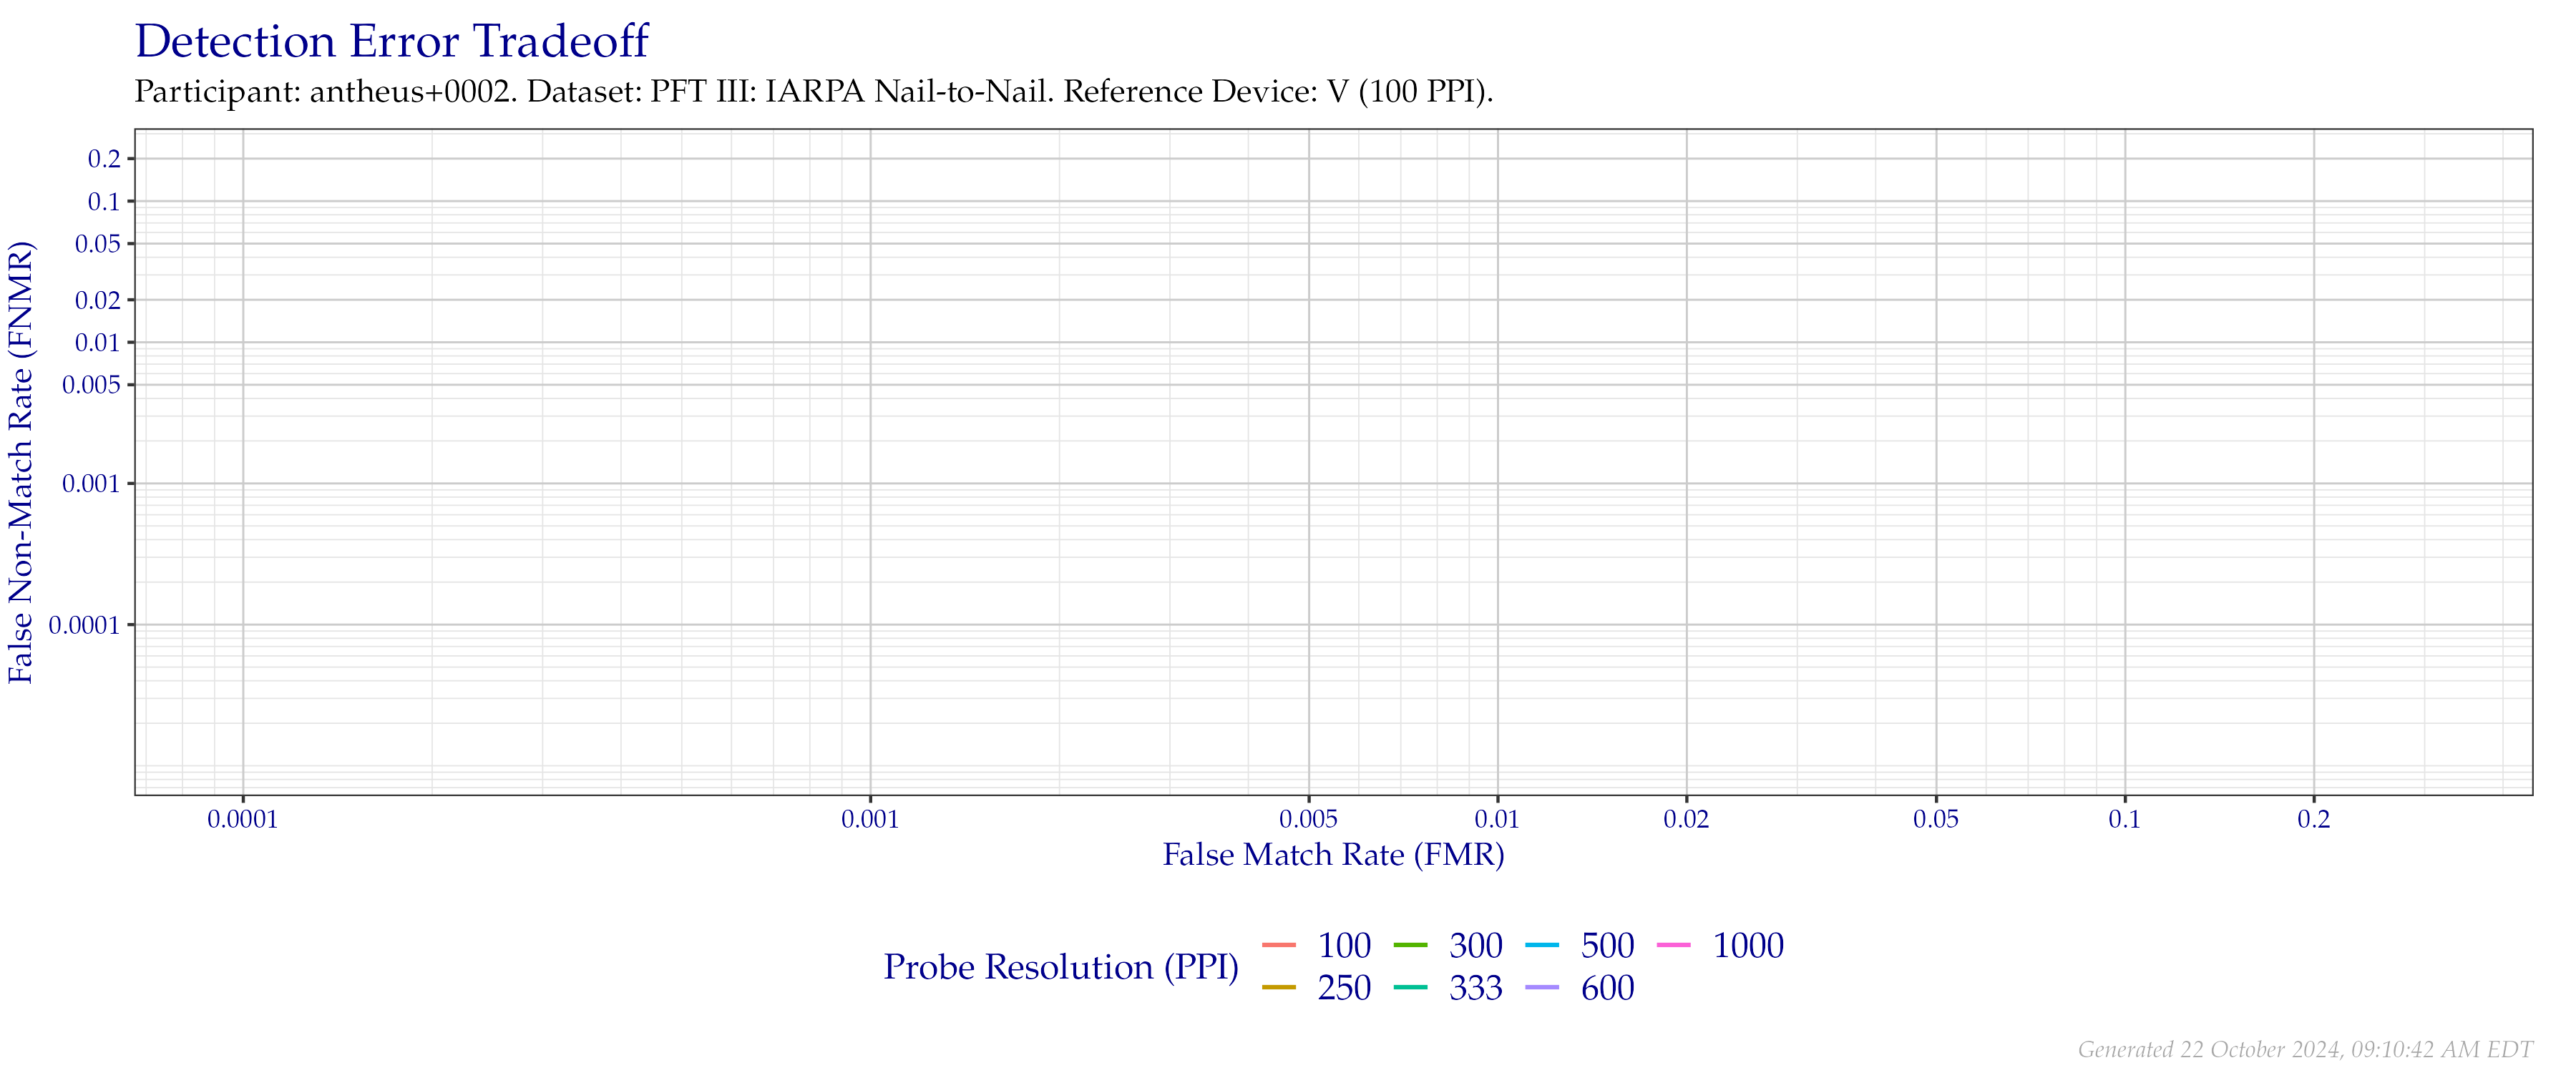 Detection Error Tradeoff
Participant: antheus+0002. Dataset: PFT III: IARPA Nail-to-Nail. Reference Device: V (100 PPI).
False Non-Match Rate (FNMR)
0.2
0.1
0.05
0.02
0.01
0.005
0.001
0.0001
0.0001 0.001 0.005 0.01 0.02 0.05 0.1 0.2
False Match Rate (FMR)
Probe Resolution (PPI)
100 300 500 1000
250 333 600
Generated 22 October 2024, 09:10:42 AM EDT